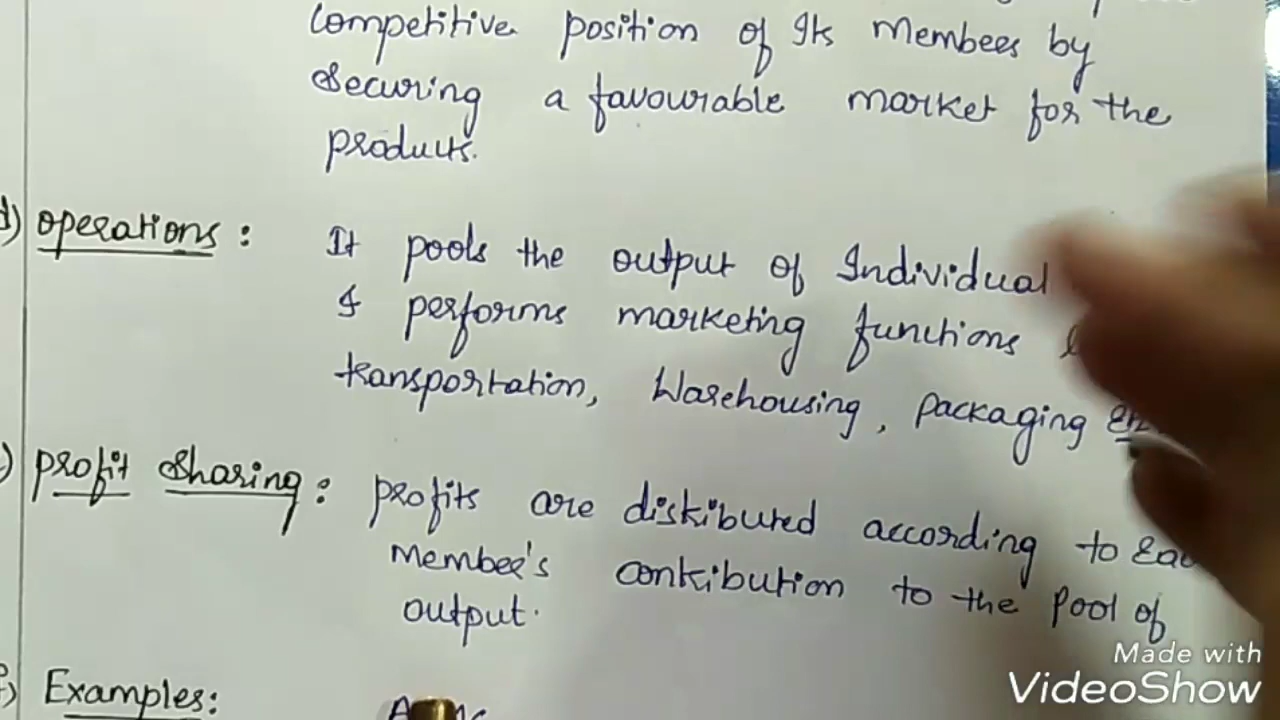 Competitive position of Its Membees by
Securing a favourable market for the
products.
d) operations : It pools the output of Individual
& performs marketing functions
transportation, Warehousing, packaging
profit sharing : profits are distributed according to
Member's contribution to the pool of
output.
Examples:
Made with
VideoShow